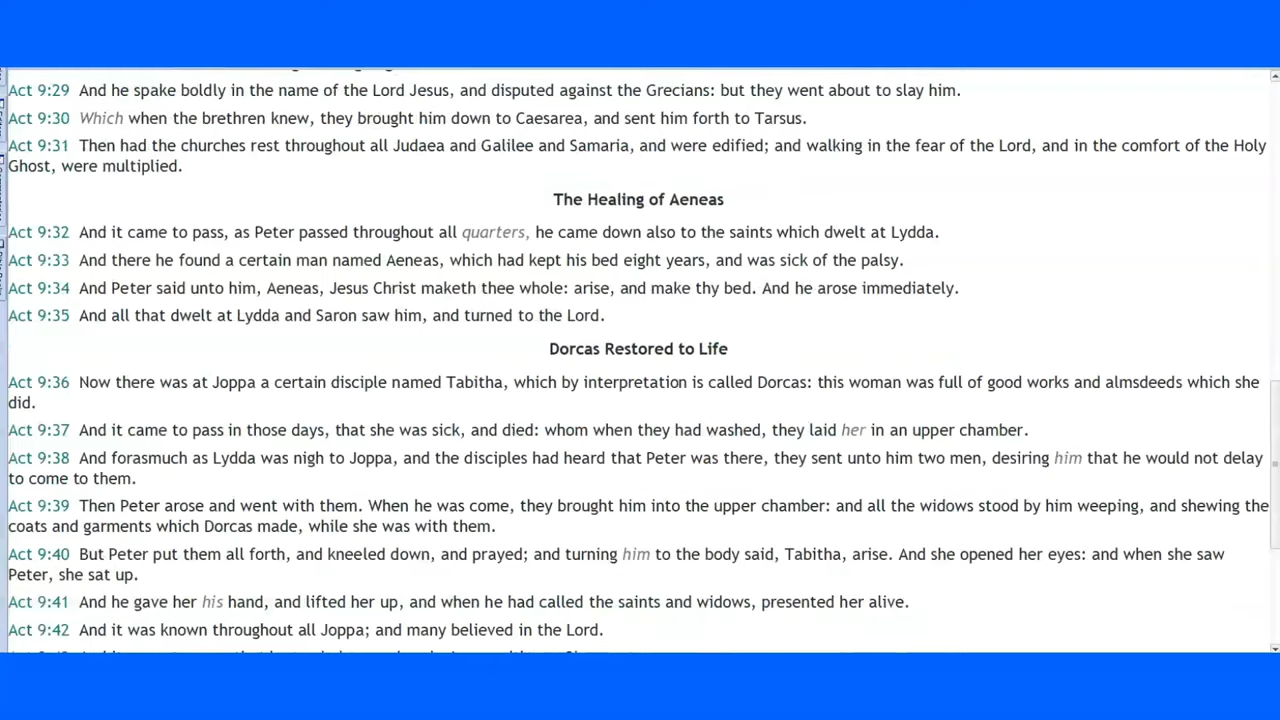 Act 9:29 And he spake boldly in the name of the Lord Jesus, and disputed against the Grecians: but they went about to slay him.
Act 9:30 Which when the brethren knew, they brought him down to Caesarea, and sent him forth to Tarsus.
Act 9:31 Then had the churches rest throughout all Judaea and Galilee and Samaria, and were edified; and walking in the fear of the Lord, and in the comfort of the Holy
Ghost, were multiplied.
The Healing of Aeneas
Act 9:32 And it came to pass, as Peter passed throughout all quarters, he came down also to the saints which dwelt at Lydda.
Act 9:33 And there he found a certain man named Aeneas, which had kept his bed eight years, and was sick of the palsy.
Act 9:34 And Peter said unto him, Aeneas, Jesus Christ maketh thee whole: arise, and make thy bed. And he arose immediately.
Act 9:35 And all that dwelt at Lydda and Saron saw him, and turned to the Lord.
Dorcas Restored to Life
Act 9:36 Now there was at Joppa a certain disciple named Tabitha, which by interpretation is called Dorcas: this woman was full of good works and almsdeeds which she
did.
Act 9:37 And it came to pass in those days, that she was sick, and died: whom when they had washed, they laid her in an upper chamber.
Act 9:38 And forasmuch as Lydda was nigh to Joppa, and the disciples had heard that Peter was there, they sent unto him two men, desiring him that he would not delay
to come to them.
Act 9:39 Then Peter arose and went with them. When he was come, they brought him into the upper chamber: and all the widows stood by him weeping, and shewing the
coats and garments which Dorcas made, while she was with them.
Act 9:40 But Peter put them all forth, and kneeled down, and prayed; and turning him to the body said, Tabitha, arise. And she opened her eyes: and when she saw
Peter, she sat up.
Act 9:41 And he gave her his hand, and lifted her up, and when he had called the saints and widows, presented her alive.
Act 9:42 And it was known throughout all Joppa; and many believed in the Lord.